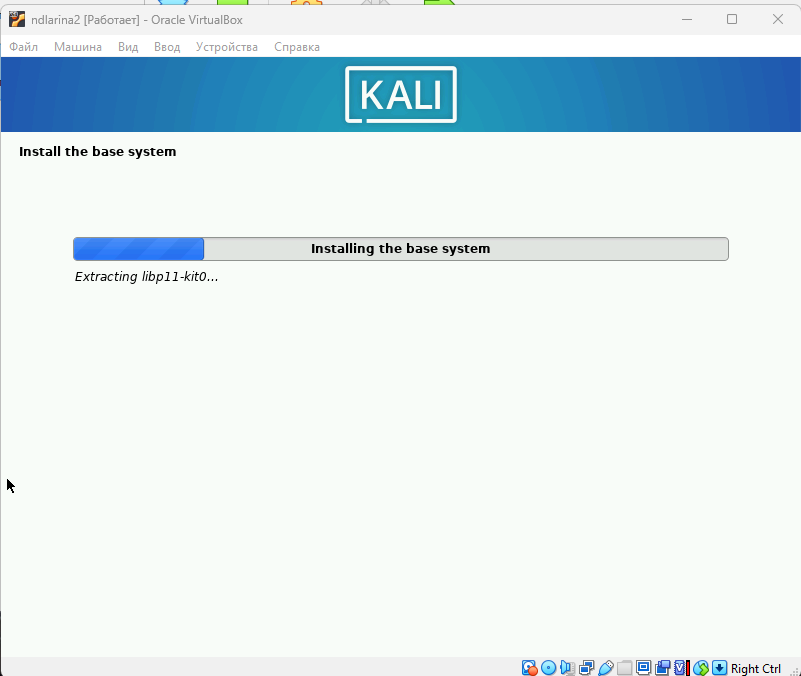 ndlarina2 [Работает] - Oracle VirtualBox
Файл Машина Вид Ввод Устройства Справка
KALI
Install the base system
Installing the base system
Extracting libp11-kit0...
Right Ctrl